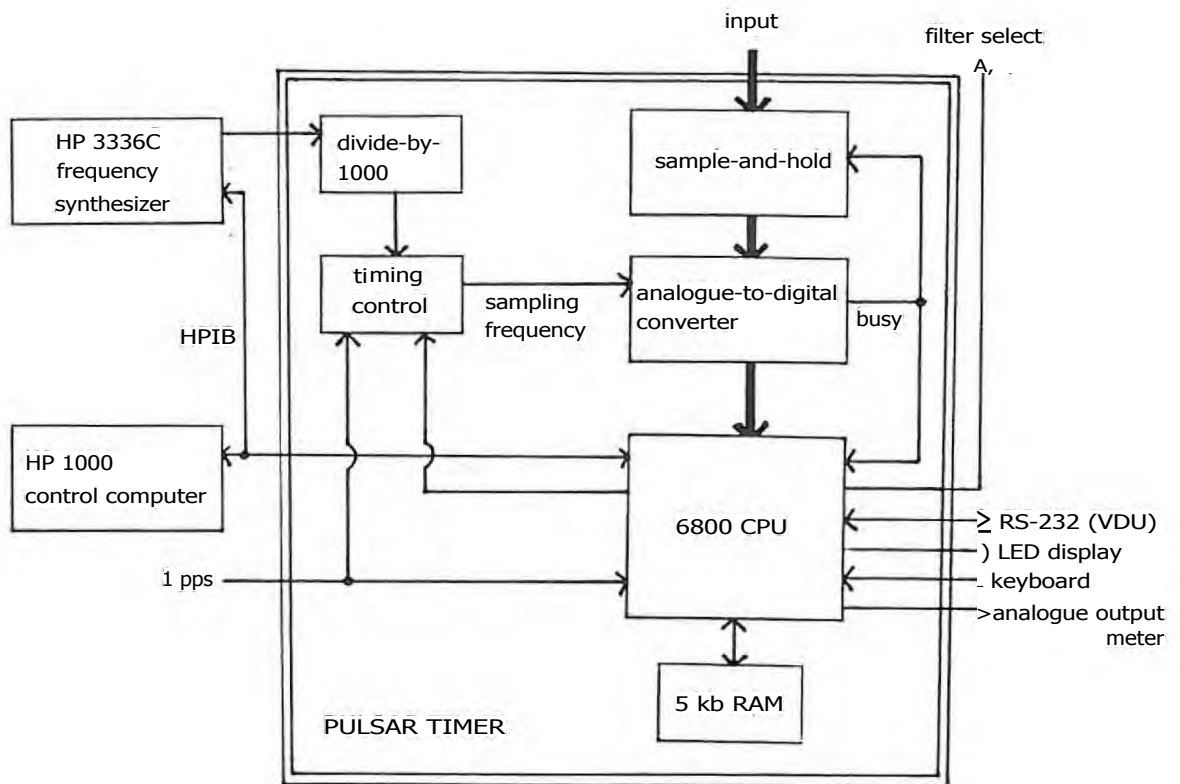 input
filter select
A,
HP 3336C
frequency
synthesizer
divide-by-
1000
sample-and-hold
timing
control
sampling
frequency
analogue-to-digital
converter
busy
HPIB
HP 1000
control computer
6800 CPU
RS-232 (VDU)
) LED display
keyboard
>analogue output
meter
1 pps
5 kb RAM
PULSAR TIMER